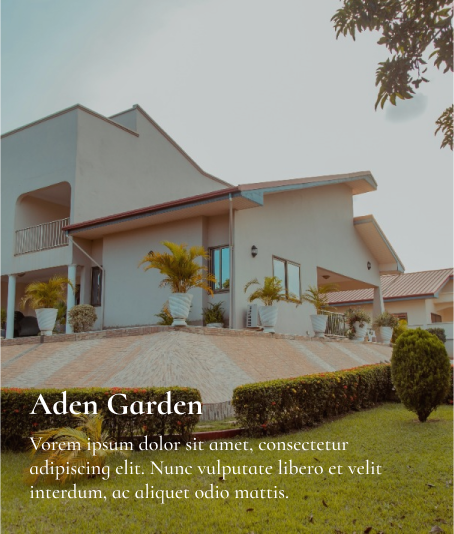 Aden Garden
Vorem ipsum dolor sit amet, consectetur
adipiscing elit. Nunc vulputate libero et velit
interdum, ac aliquet odio mattis.